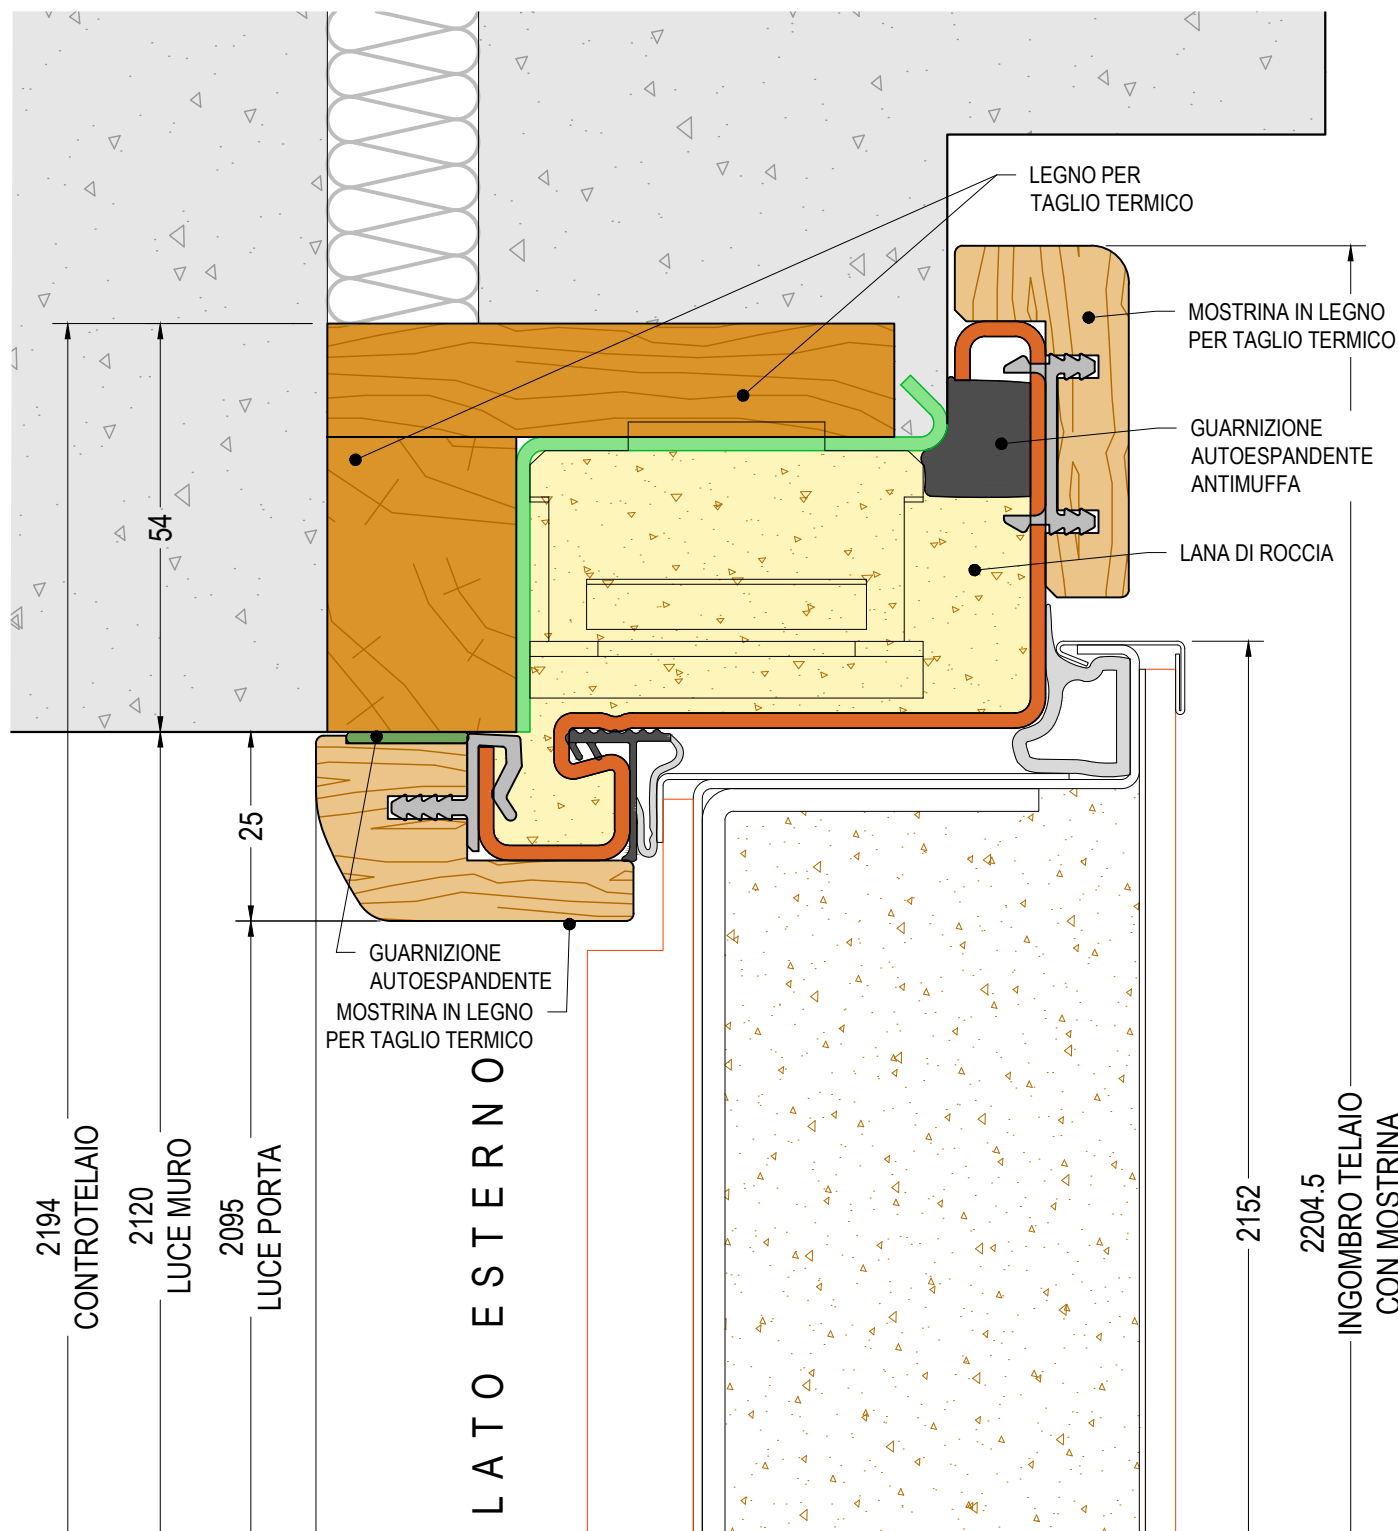 LEGNO PER
TAGLIO TERMICO
MOSTRINA IN LEGNO
PER TAGLIO TERMICO
GUARNIZIONE
AUTOESPANDENTE
ANTIMUFFA
LANA DI ROCCIA
54
25
GUARNIZIONE
AUTOESPANDENTE
MOSTRINA IN LEGNO
PER TAGLIO TERMICO
2194
CONTROTELAIO
2120
LUCE MURO
2095
LUCE PORTA
LATO ESTERNO
2152
2204.5
INGOMBRO TELAIO
CON MOSTRINA